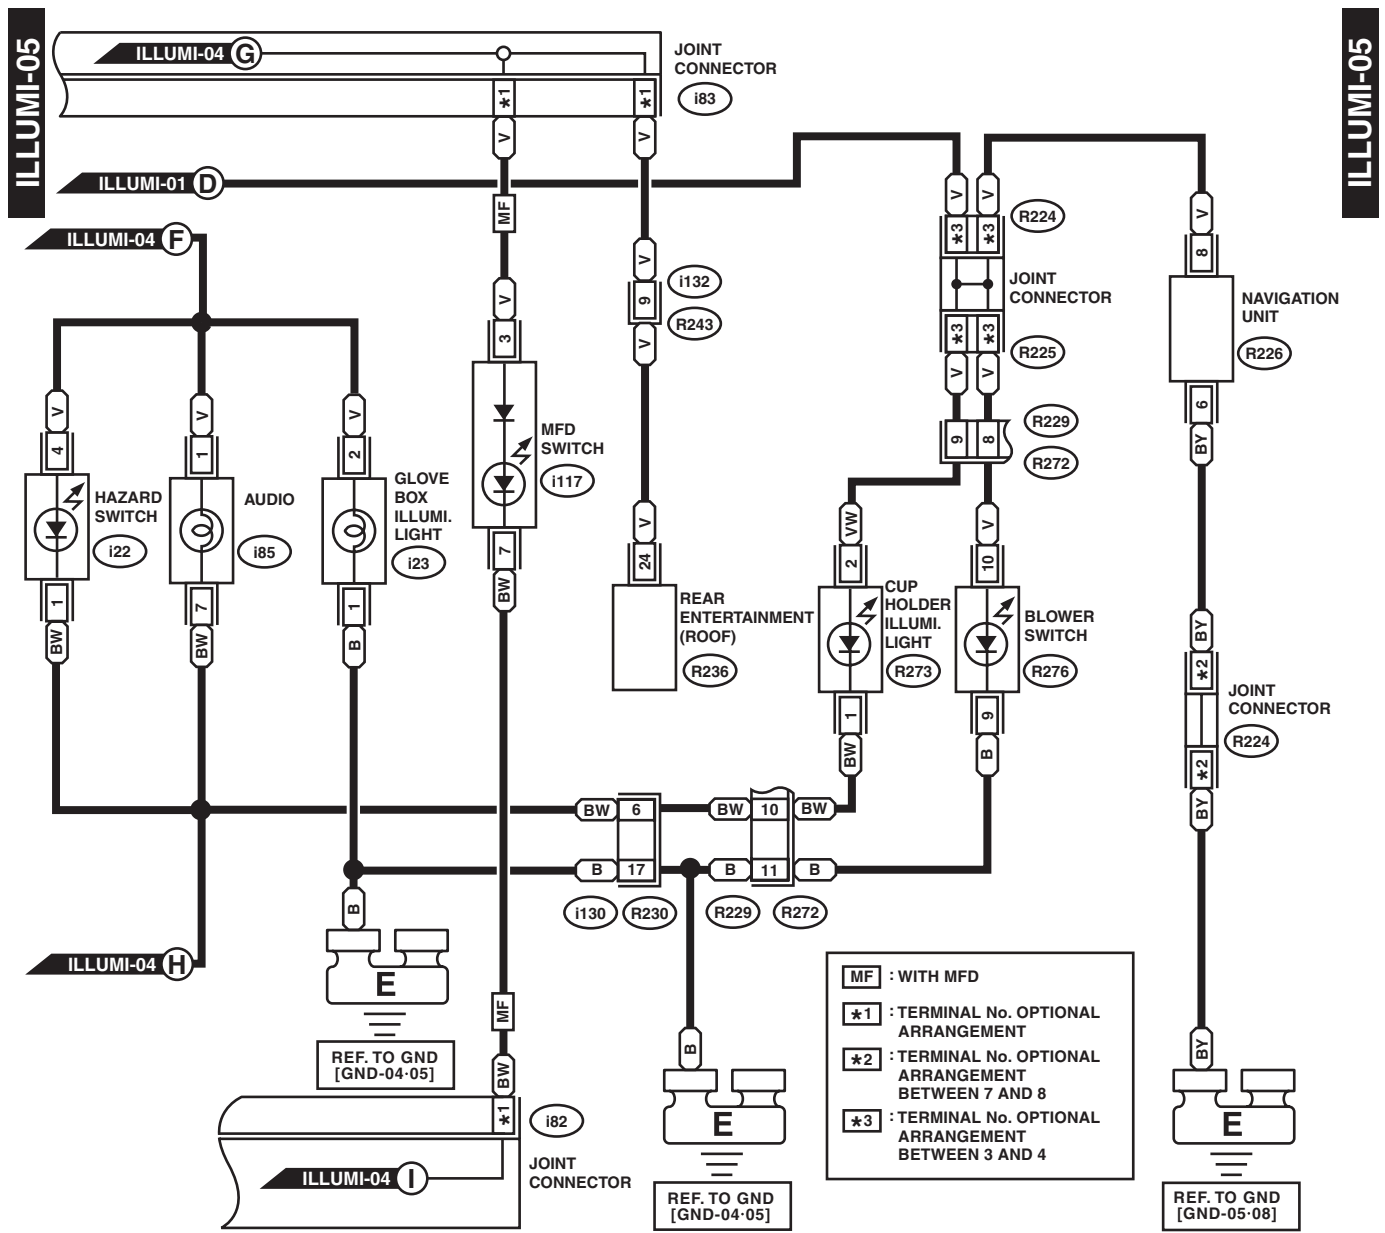 ILLUMI-05
ILLUMI-05
ILLUMI-04 G
JOINT
CONNECTOR
i83
*1
*1
V
V
ILLUMI-01 D
MF
ILLUMI-04 F
V
V
V
R224
*3
*3
V
8
V
i132
9
R243
V
JOINT
CONNECTOR
NAVIGATION
UNIT
R226
V
3
*3
*3
R225
V
V
6
BY
V
V
V
4
1
2
MFD
SWITCH
i117
R229
9
8
R272
HAZARD
SWITCH
i22
AUDIO
i85
GLOVE
BOX
ILLUMI.
LIGHT
i23
V
24
VW
V
2
10
7
BW
1
7
1
BW
BW
B
REAR
ENTERTAINMENT
(ROOF)
R236
CUP
HOLDER
ILLUMI.
LIGHT
R273
BLOWER
SWITCH
R276
BY
*2
1
9
BW
B
JOINT
CONNECTOR
R224
*2
BY
BW 6
BW 10 BW
B 17
B 11 B
i130
R230
R229
R272
B
ILLUMI-04 H
E
REF. TO GND
[GND-04·05]
MF
BW
*1
i82
JOINT
CONNECTOR
ILLUMI-04 I
B
E
REF. TO GND
[GND-04·05]
MF : WITH MFD
*1 : TERMINAL No. OPTIONAL
ARRANGEMENT
*2 : TERMINAL No. OPTIONAL
ARRANGEMENT
BETWEEN 7 AND 8
*3 : TERMINAL No. OPTIONAL
ARRANGEMENT
BETWEEN 3 AND 4
BY
E
REF. TO GND
[GND-05·08]